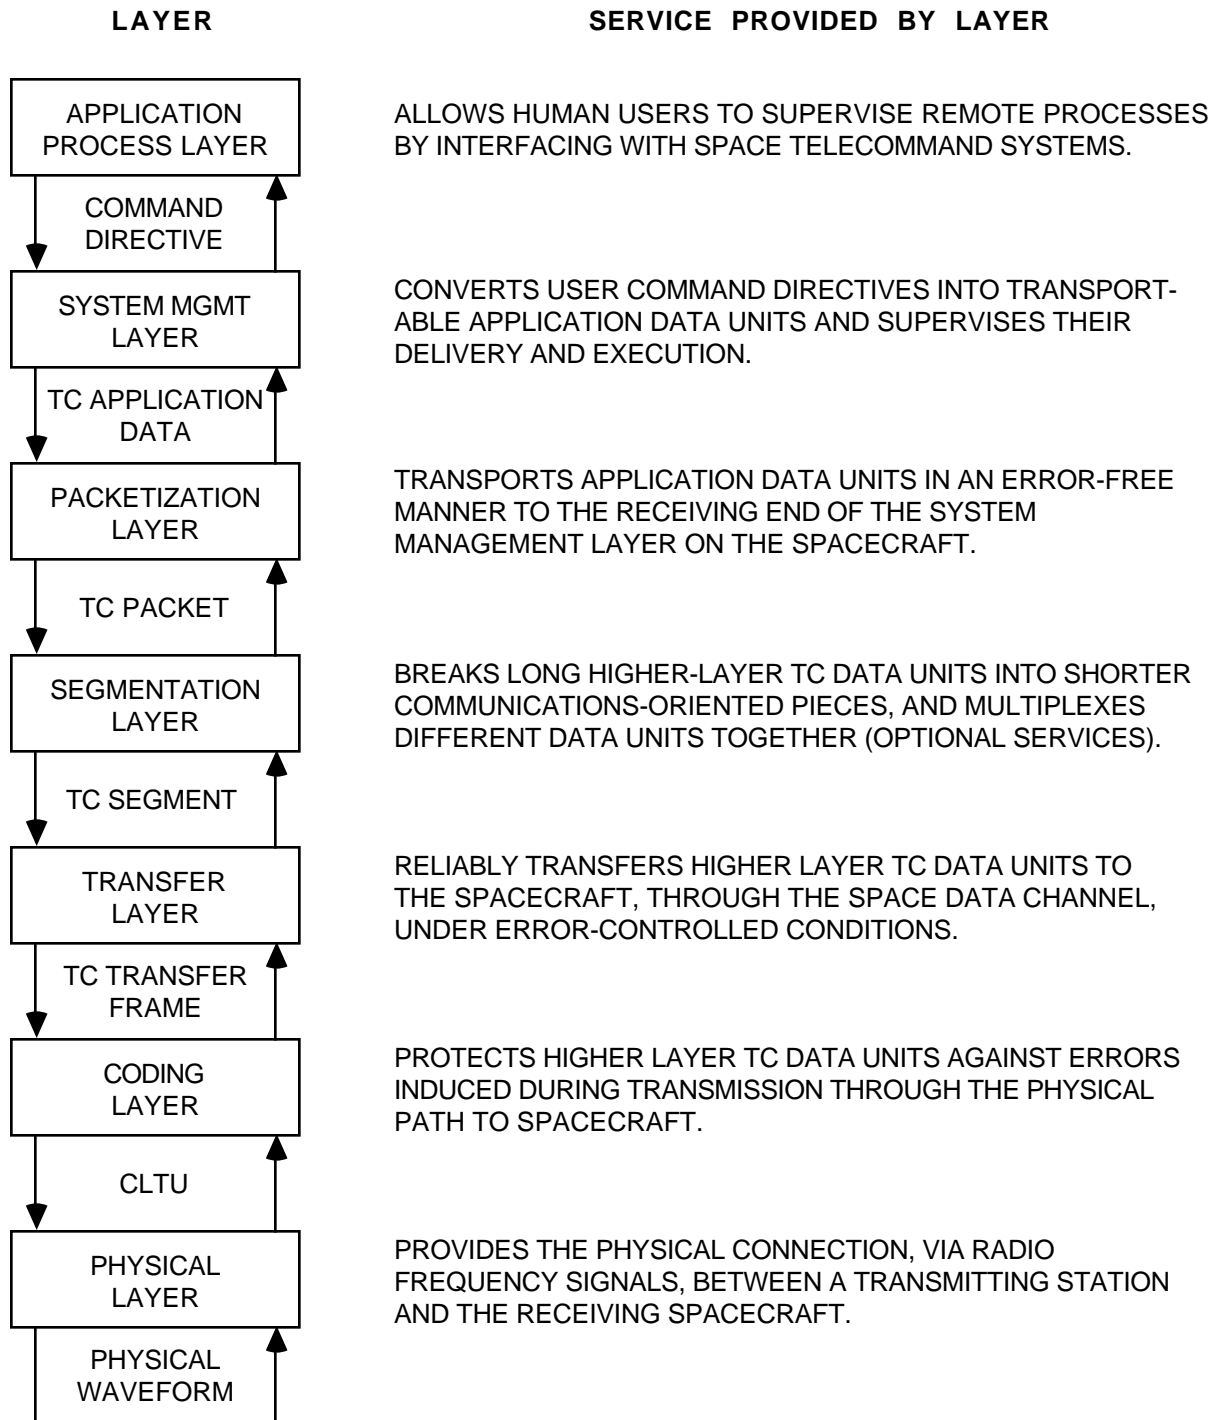 LAYER
SERVICE PROVIDED BY LAYER
APPLICATION
PROCESS LAYER
ALLOWS HUMAN USERS TO SUPERVISE REMOTE PROCESSES
BY INTERFACING WITH SPACE TELECOMMAND SYSTEMS.
COMMAND
DIRECTIVE
SYSTEM MGMT
LAYER
CONVERTS USER COMMAND DIRECTIVES INTO TRANSPORT-
ABLE APPLICATION DATA UNITS AND SUPERVISES THEIR
DELIVERY AND EXECUTION.
TC APPLICATION
DATA
PACKETIZATION
LAYER
TRANSPORTS APPLICATION DATA UNITS IN AN ERROR-FREE
MANNER TO THE RECEIVING END OF THE SYSTEM
MANAGEMENT LAYER ON THE SPACECRAFT.
TC PACKET
SEGMENTATION
LAYER
BREAKS LONG HIGHER-LAYER TC DATA UNITS INTO SHORTER
COMMUNICATIONS-ORIENTED PIECES, AND MULTIPLEXES
DIFFERENT DATA UNITS TOGETHER (OPTIONAL SERVICES).
TC SEGMENT
TRANSFER
LAYER
RELIABLY TRANSFERS HIGHER LAYER TC DATA UNITS TO
THE SPACECRAFT, THROUGH THE SPACE DATA CHANNEL,
UNDER ERROR-CONTROLLED CONDITIONS.
TC TRANSFER
FRAME
CODING
LAYER
PROTECTS HIGHER LAYER TC DATA UNITS AGAINST ERRORS
INDUCED DURING TRANSMISSION THROUGH THE PHYSICAL
PATH TO SPACECRAFT.
CLTU
PHYSICAL
LAYER
PROVIDES THE PHYSICAL CONNECTION, VIA RADIO
FREQUENCY SIGNALS, BETWEEN A TRANSMITTING STATION
AND THE RECEIVING SPACECRAFT.
PHYSICAL
WAVEFORM